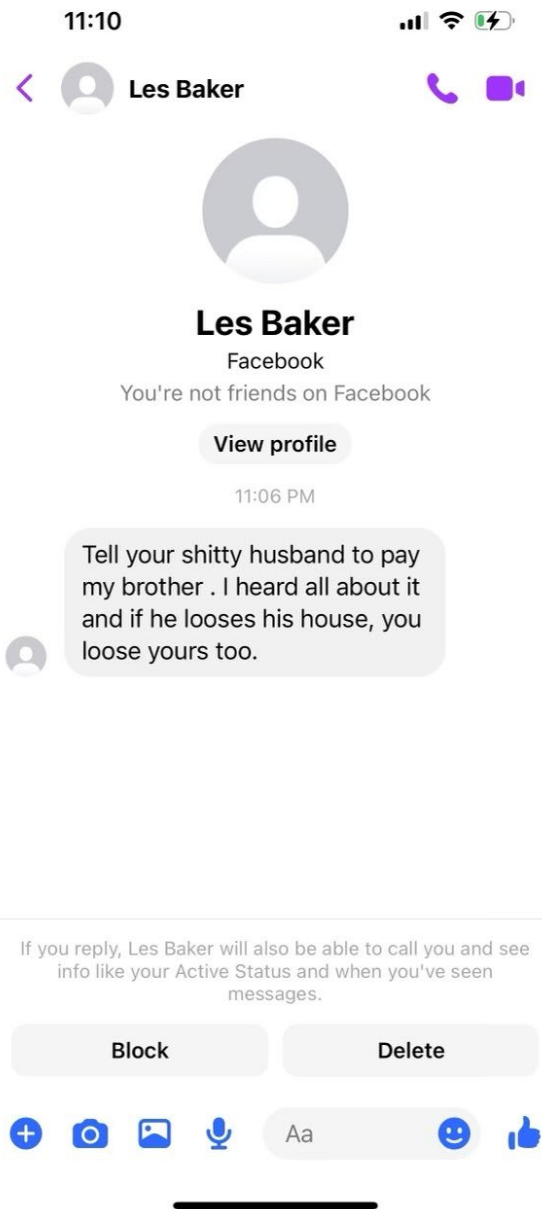 11:10
Les Baker
Les Baker
Facebook
You're not friends on Facebook
View profile
11:06 PM
Tell your shitty husband to pay
my brother . I heard all about it
and if he looses his house, you
loose yours too.
If you reply, Les Baker will also be able to call you and see
info like your Active Status and when you've seen
messages.
Block Delete
Aa